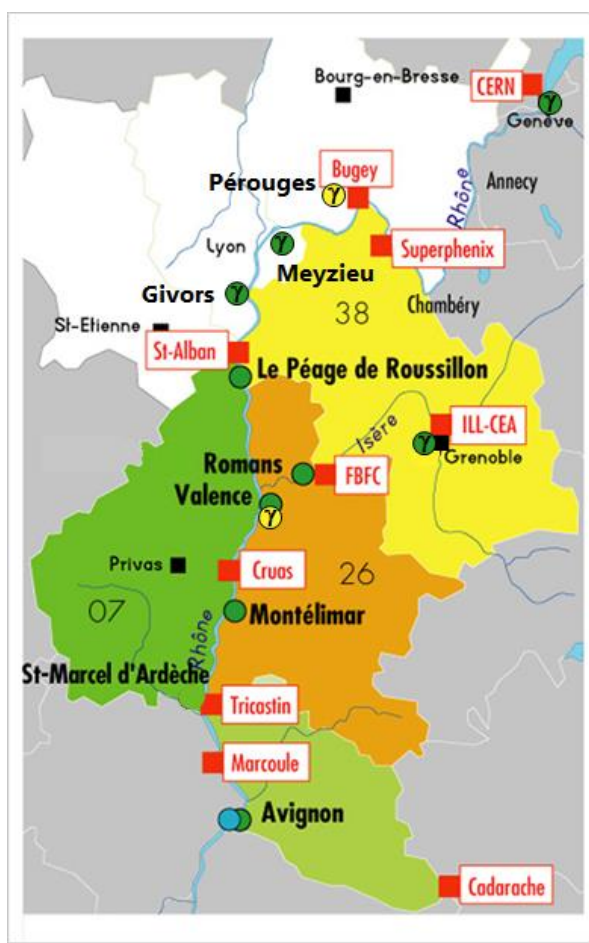 Bourg-en-Bresse
CERN
γ
Genève
Pérouges
γ
Bugey
Rhône
Annecy
Lyon
γ
Meyzieu
Superphenix
Givors
γ
38
Chambéry
St-Etienne
St-Alban
Le Péage de Roussillon
Isère
ILL-CEA
γ
Grenoble
Romans
FBFC
Valence
γ
Privas
Cruas
26
07
Montélimar
Rhône
St-Marcel d'Ardèche
Tricastin
Marcoule
Avignon
Cadarache